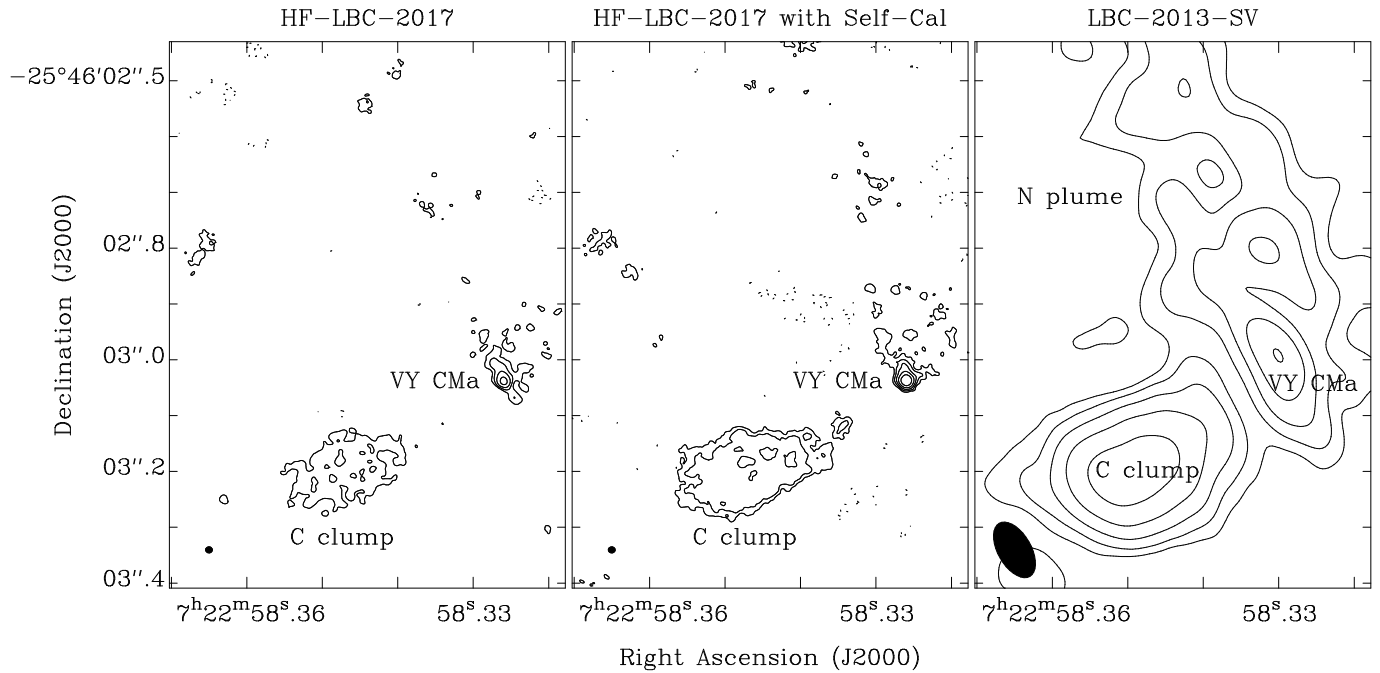 HF-LBC-2017
HF-LBC-2017 with Self-Cal
LBC-2013-SV
-25°46'02".5
02".8
03".0
03".2
03".4
Declination (J2000)
VY CMa
C clump
VY CMa
C clump
N plume
VY CMa
C clump
7h22m58s.36
58s.33
7h22m58s.36
58s.33
7h22m58s.36
58s.33
Right Ascension (J2000)